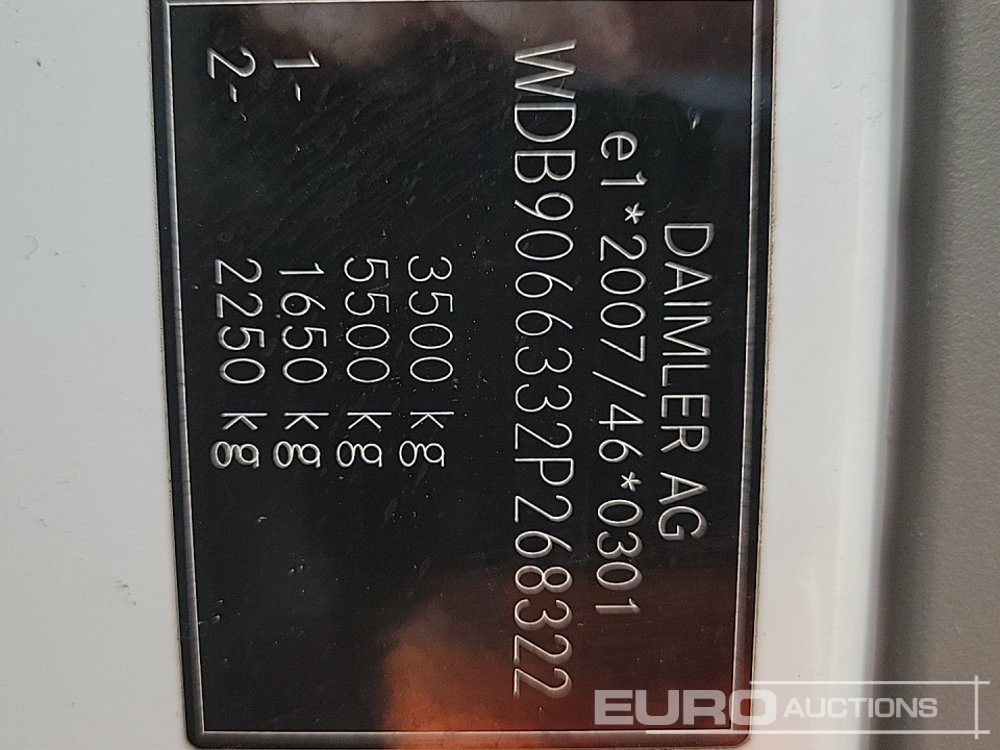 DAIMLER AG
e1*2007/46*0301
WDB9066332P268322
3500 kg
5500 kg
1- 1650 kg
2- 2250 kg
EURO AUCTIONS